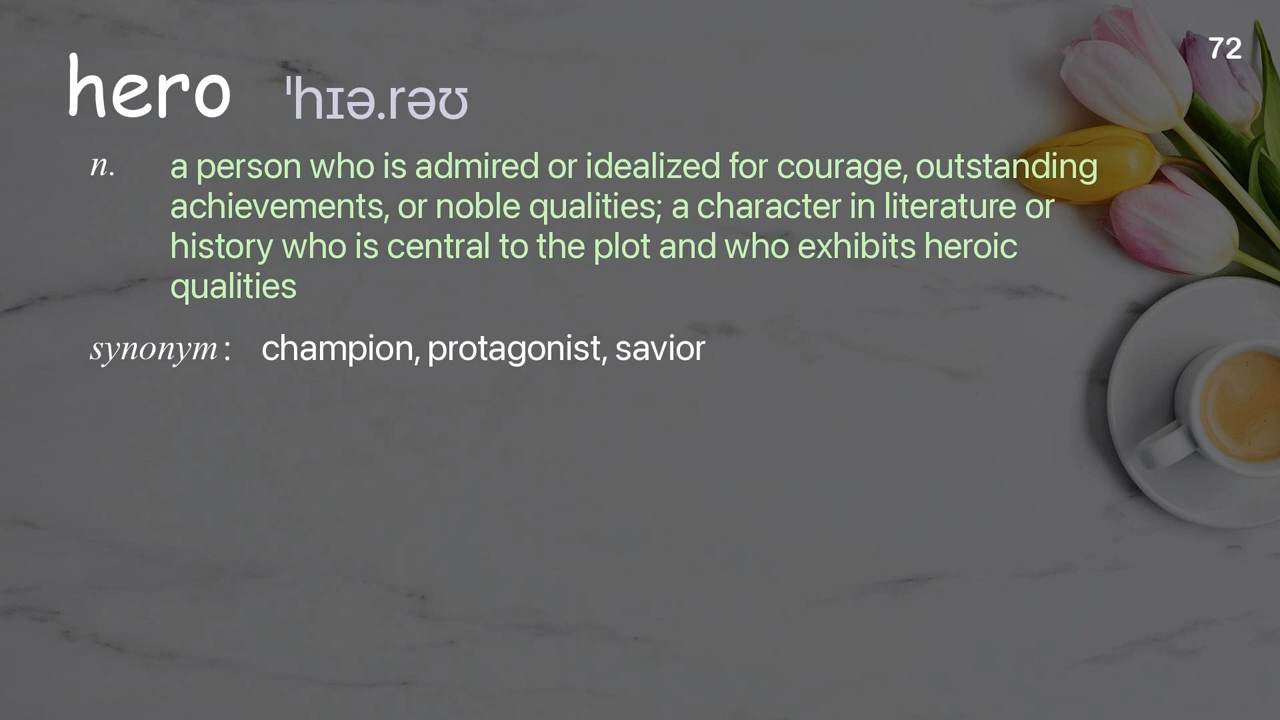 72
hero ˈhɪə.rəʊ
n. a person who is admired or idealized for courage, outstanding
achievements, or noble qualities; a character in literature or
history who is central to the plot and who exhibits heroic
qualities
synonym: champion, protagonist, savior